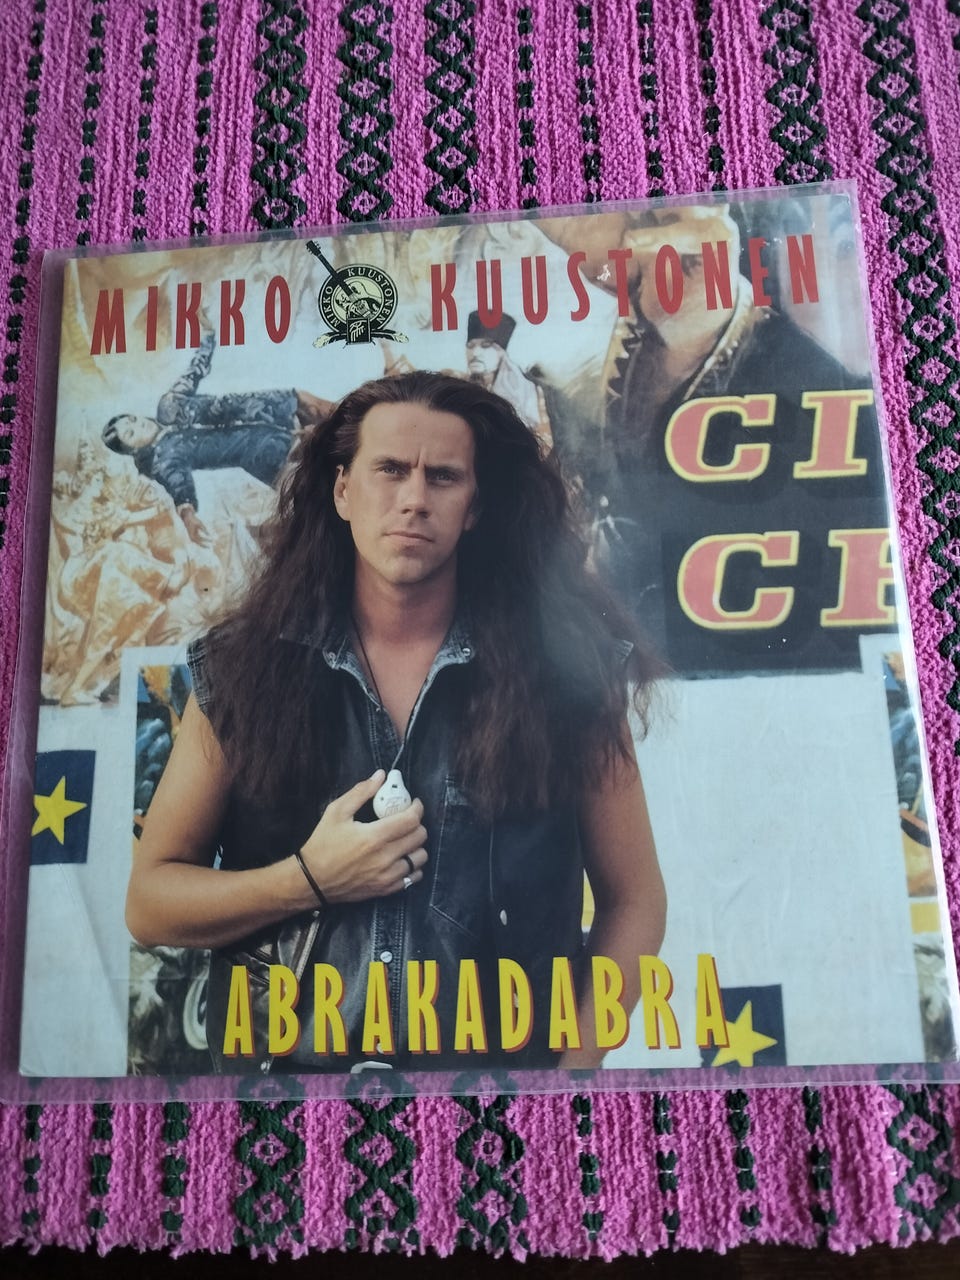 MIKKO KUUSTONEN
MIKKO KUUSTONEN
CI
CH
ABRAKADABRA